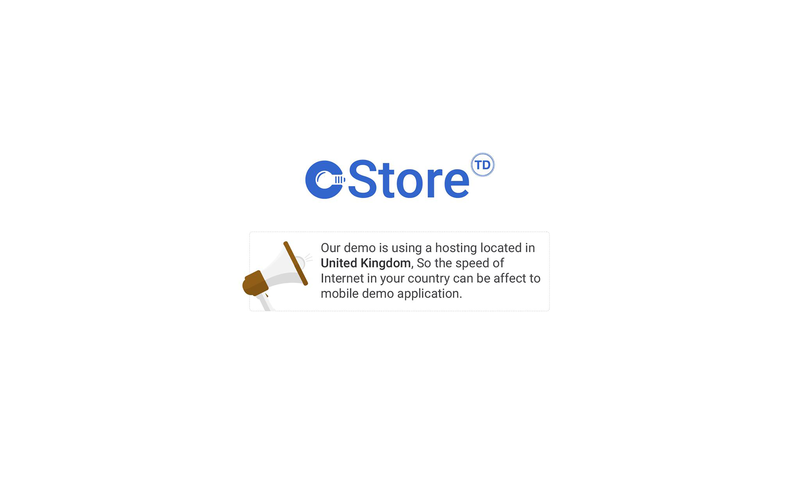 Store TD
Our demo is using a hosting located in
United Kingdom, So the speed of
Internet in your country can be affect to
mobile demo application.